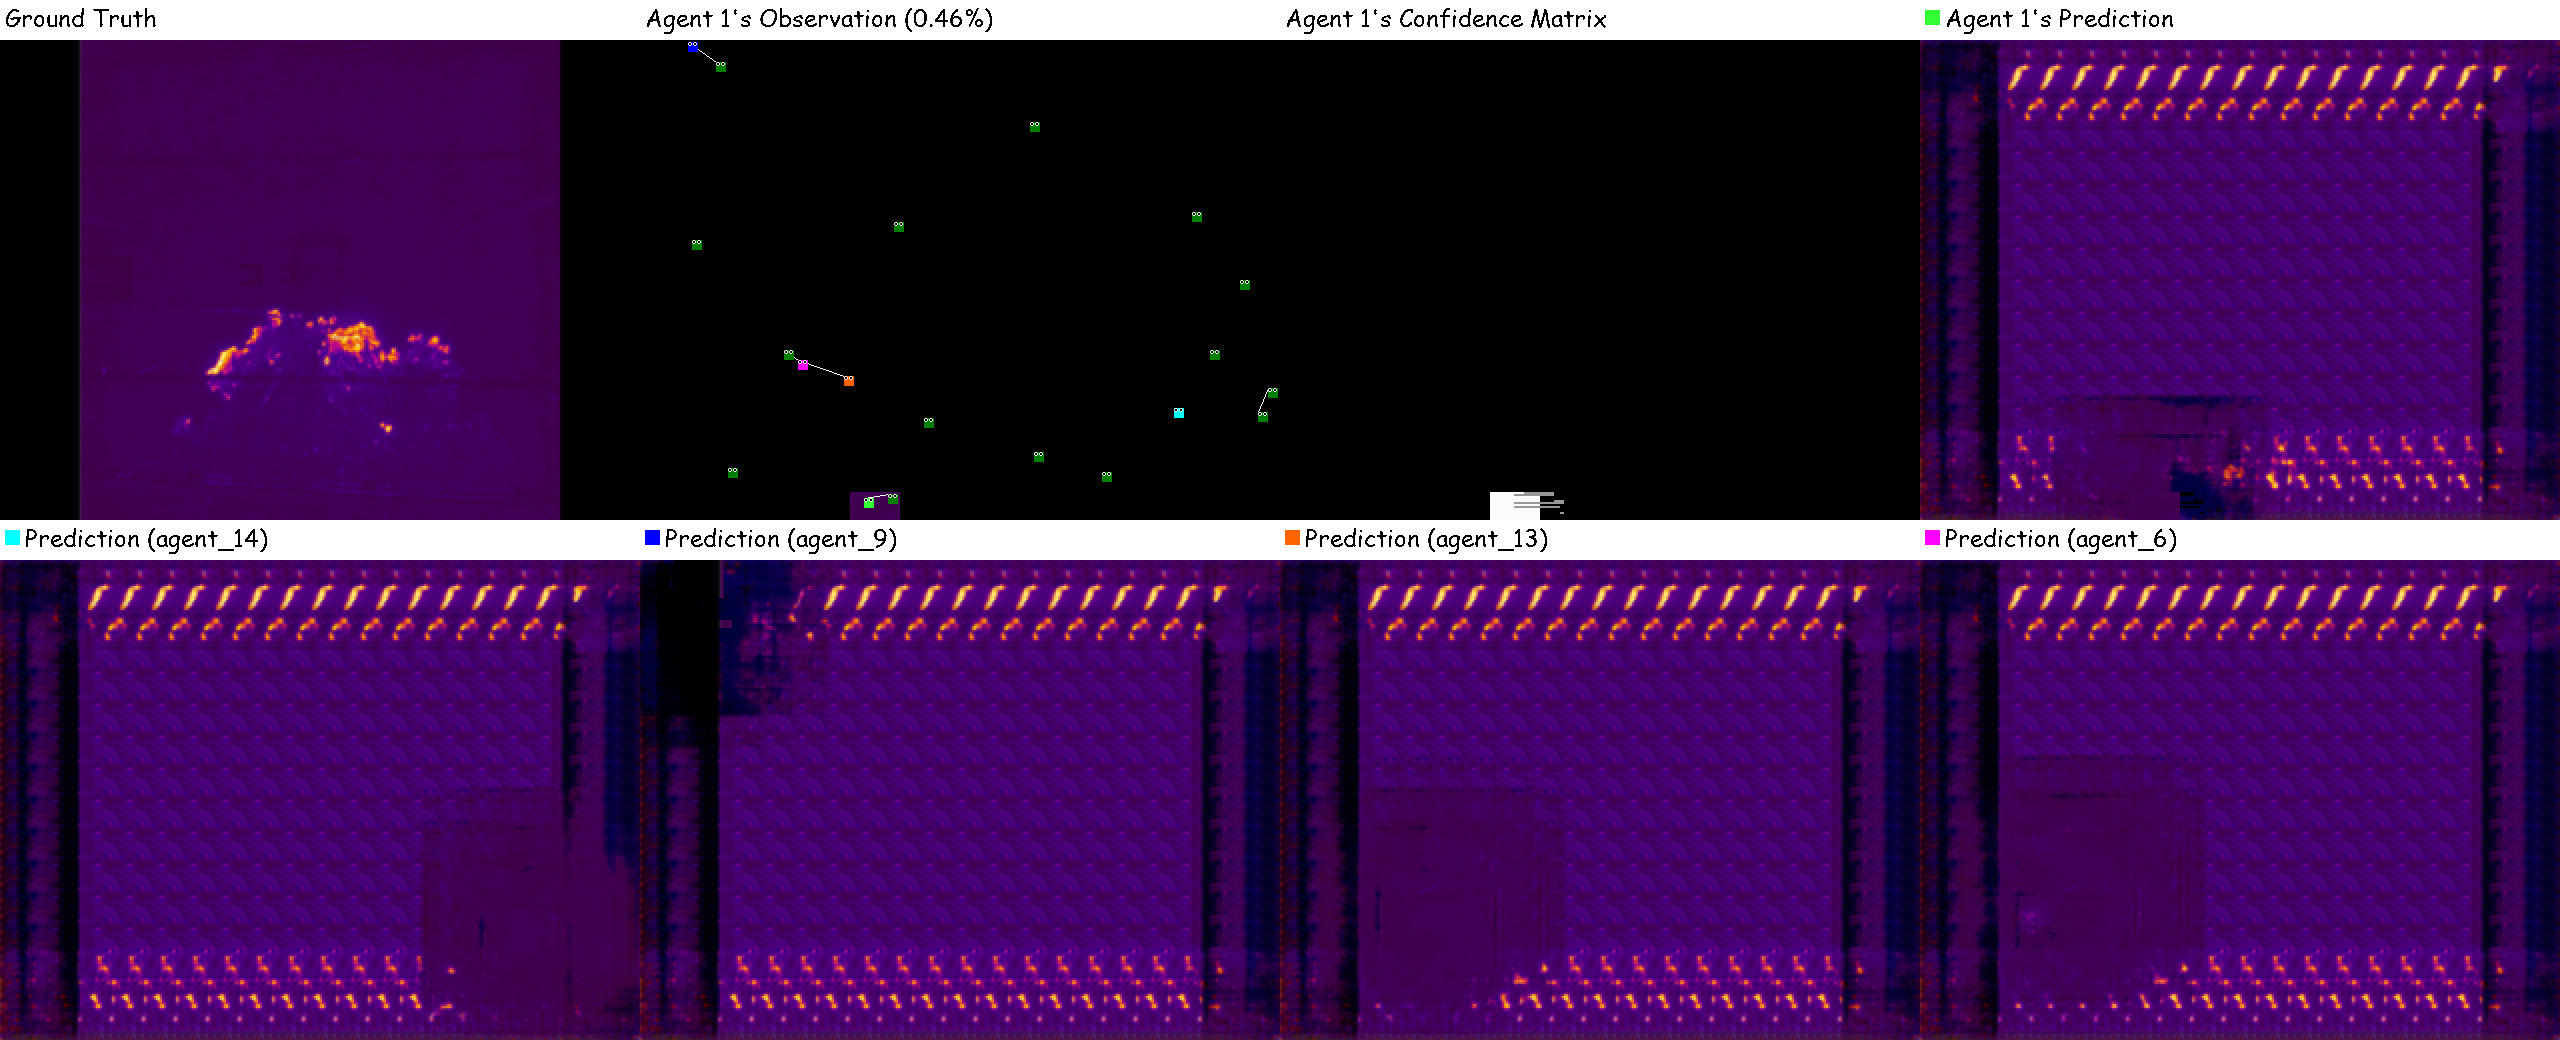 Ground Truth
Agent 1's Observation (0.46%)
Agent 1's Confidence Matrix
Agent 1's Prediction
Prediction (agent_14)
Prediction (agent_9)
Prediction (agent_13)
Prediction (agent_6)